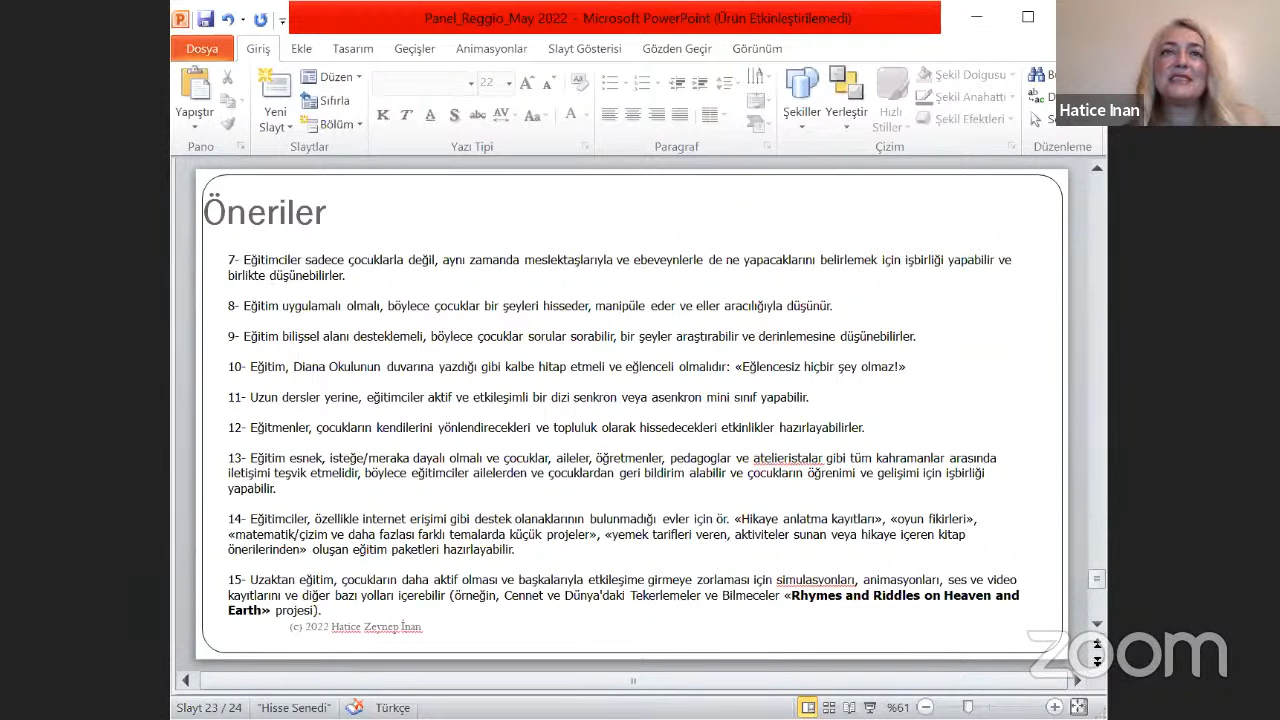 Panel_Reggio_May 2022 - Microsoft PowerPoint (Ürün Etkinleştirilemedi)
Dosya Giriş Ekle Tasarım Geçişler Animasyonlar Slayt Gösterisi Gözden Geçir Görünüm
Hatice Inan
Yapıştır
Yeni
Slayt
Düzen
Sıfırla
Bölüm
22
K T A S abc AV Aa A
Şekiller Yerleştir Hızlı
Stiller
Şekil Dolgusu
Şekil Anahattı
Şekil Efektleri
Pano Slaytlar Yazı Tipi Paragraf Çizim Düzenleme
Öneriler
7- Eğitimciler sadece çocuklarla değil, aynı zamanda meslektaşlarıyla ve ebeveynlerle de ne yapacaklarını belirlemek için işbirliği yapabilir ve
birlikte düşünebilirler.
8- Eğitim uygulamalı olmalı, böylece çocuklar bir şeyleri hisseder, manipüle eder ve eller aracılığıyla düşünür.
9- Eğitim bilişsel alanı desteklemeli, böylece çocuklar sorular sorabilir, bir şeyler araştırabilir ve derinlemesine düşünebilirler.
10- Eğitim, Diana Okulunun duvarına yazdığı gibi kalbe hitap etmeli ve eğlenceli olmalıdır: «Eğlencesiz hiçbir şey olmaz!»
11- Uzun dersler yerine, eğitimciler aktif ve etkileşimli bir dizi senkron veya asenkron mini sınıf yapabilir.
12- Eğitmenler, çocukların kendilerini yönlendirecekleri ve topluluk olarak hissedecekleri etkinlikler hazırlayabilirler.
13- Eğitim esnek, isteğe/meraka dayalı olmalı ve çocuklar, aileler, öğretmenler, pedagoglar ve atelieristalar gibi tüm kahramanlar arasında
iletişimi teşvik etmelidir, böylece eğitimciler ailelerden ve çocuklardan geri bildirim alabilir ve çocukların öğrenimi ve gelişimi için işbirliği
yapabilir.
14- Eğitimciler, özellikle internet erişimi gibi destek olanaklarının bulunmadığı evler için ör. «Hikaye anlatma kayıtları», «oyun fikirleri»,
«matematik/çizim ve daha fazlası farklı temalarda küçük projeler», «yemek tarifleri veren, aktiviteler sunan veya hikaye içeren kitap
önerilerinden» oluşan eğitim paketleri hazırlayabilir.
15- Uzaktan eğitim, çocukların daha aktif olması ve başkalarıyla etkileşime girmeye zorlaması için simulasyonları, animasyonları, ses ve video
kayıtlarını ve diğer bazı yolları içerebilir (örneğin, Cennet ve Dünya'daki Tekerlemeler ve Bilmeceler «Rhymes and Riddles on Heaven and
Earth» projesi).
(c) 2022 Hatice Zeynep İnan
zoom
Slayt 23 / 24 "Hisse Senedi" Türkçe %61